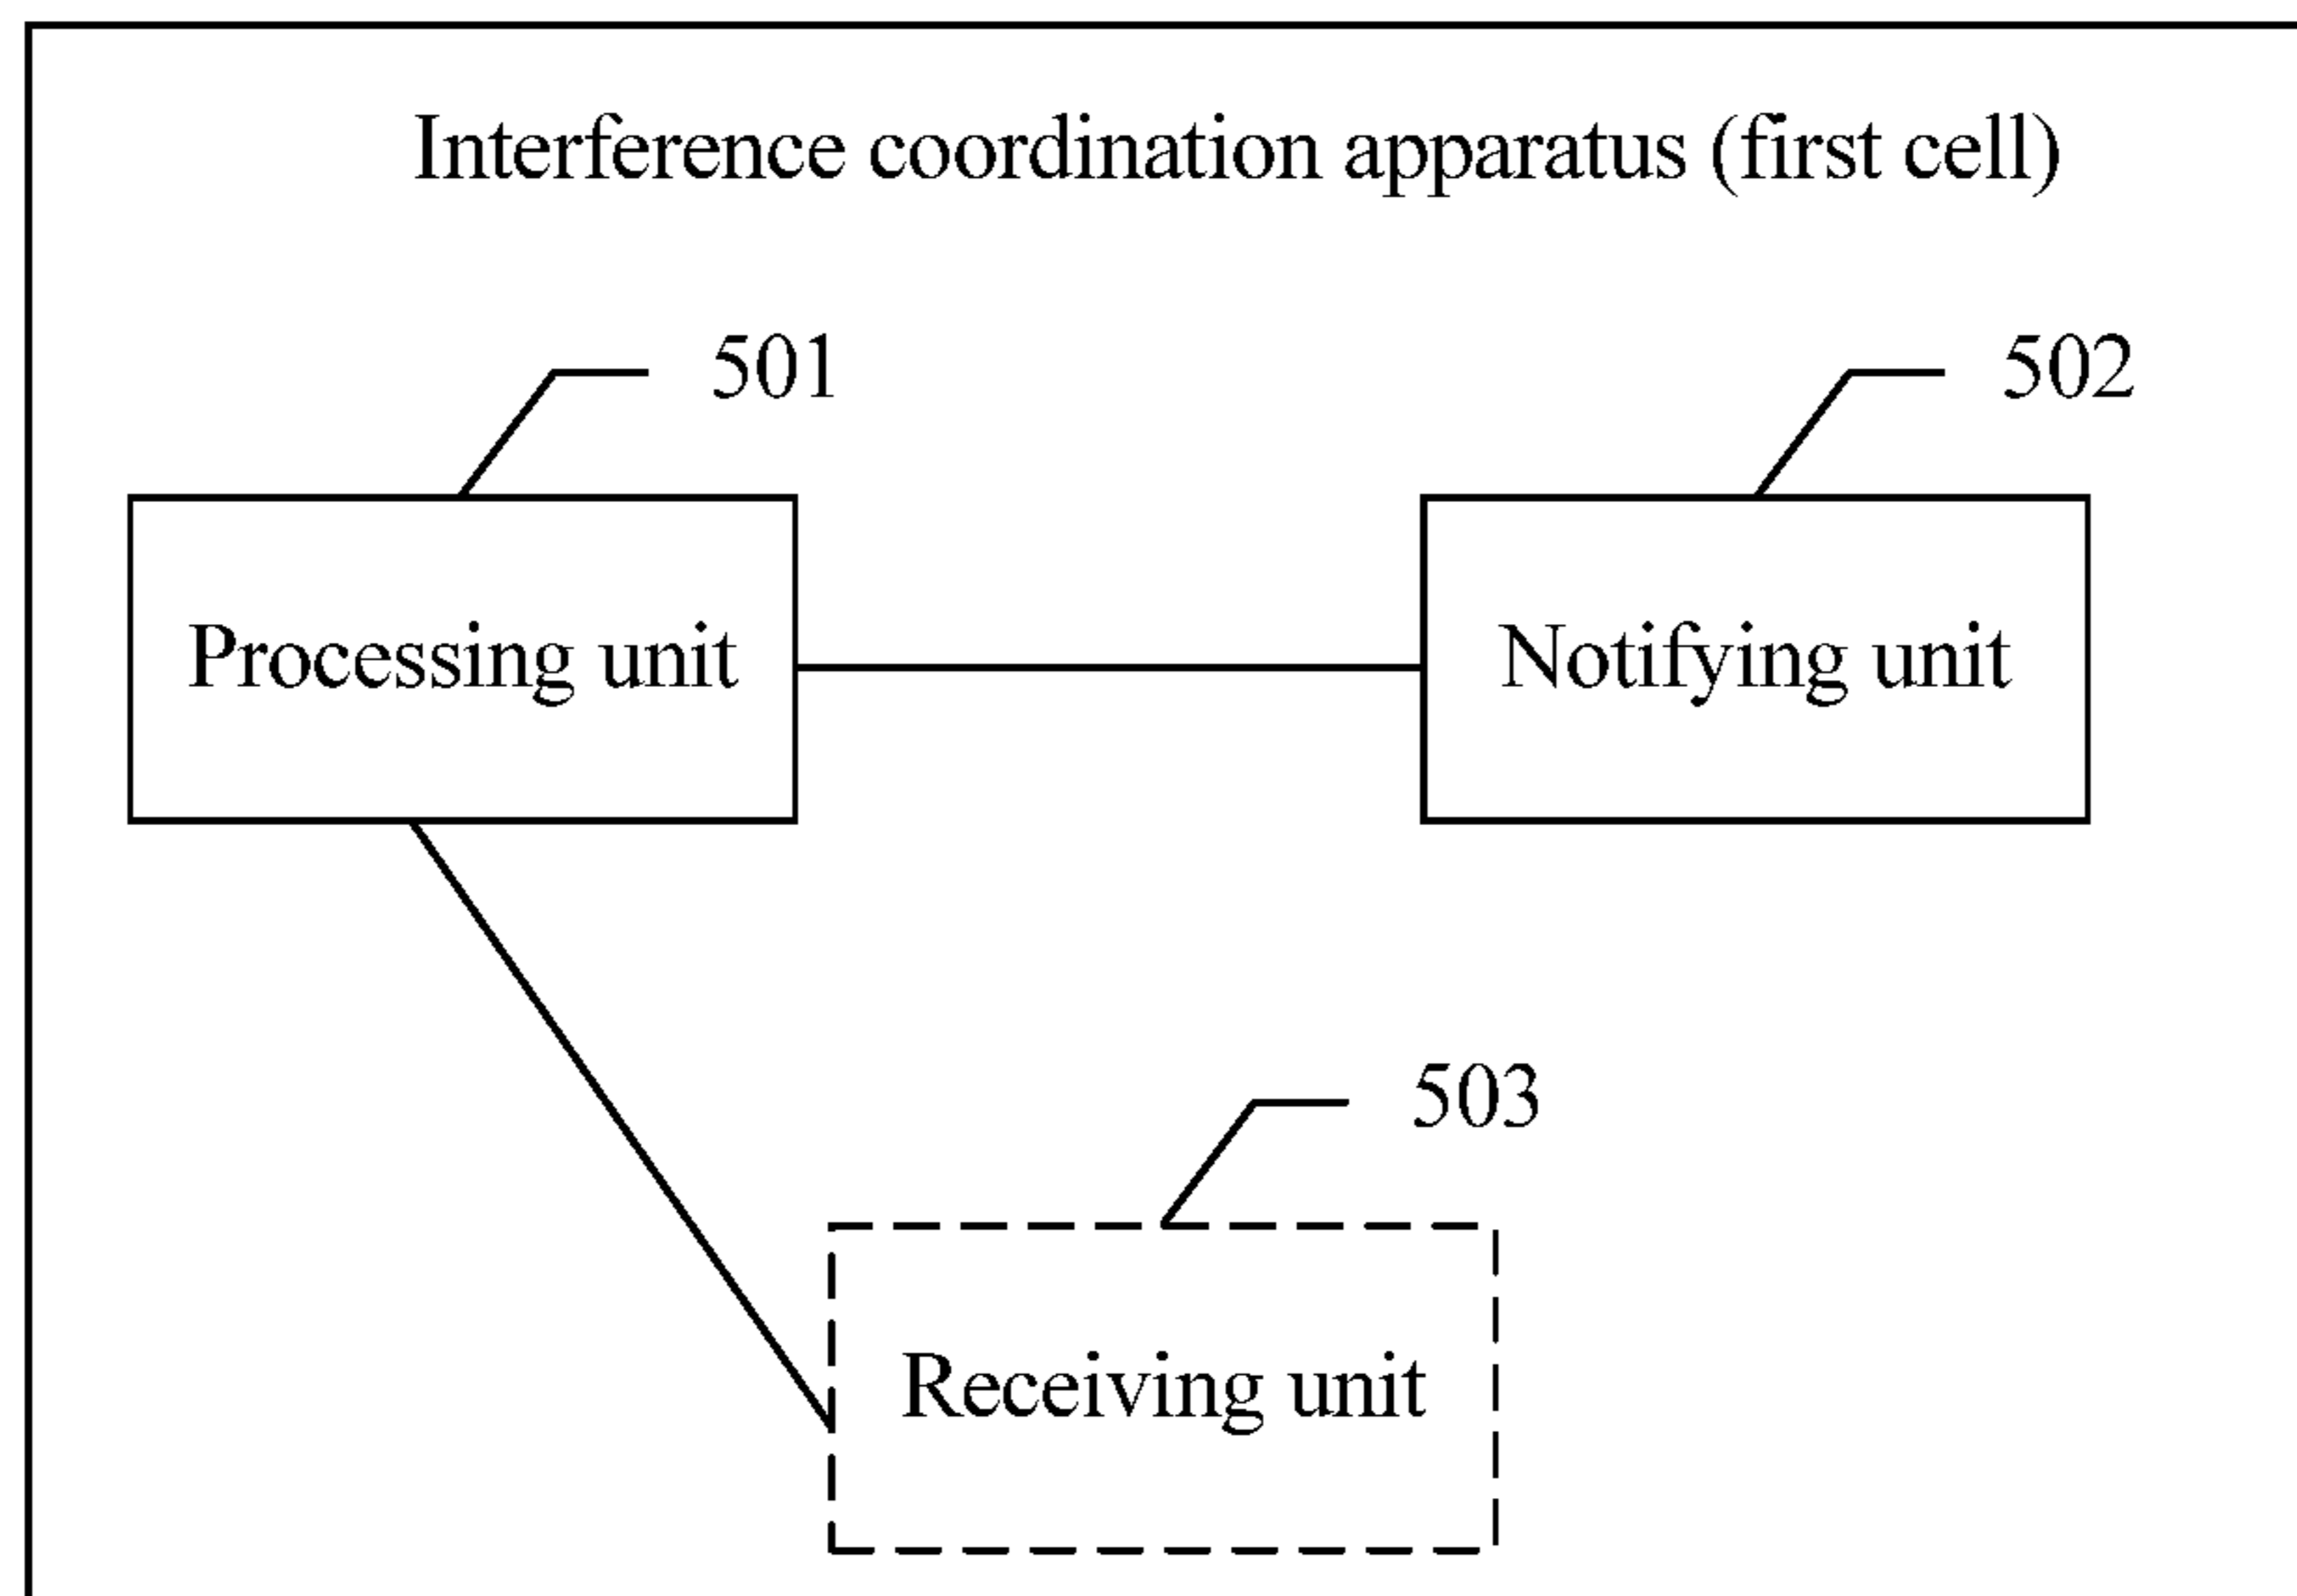 Interference coordination apparatus (first cell)
501
502
Processing unit
Notifying unit
503
Receiving unit